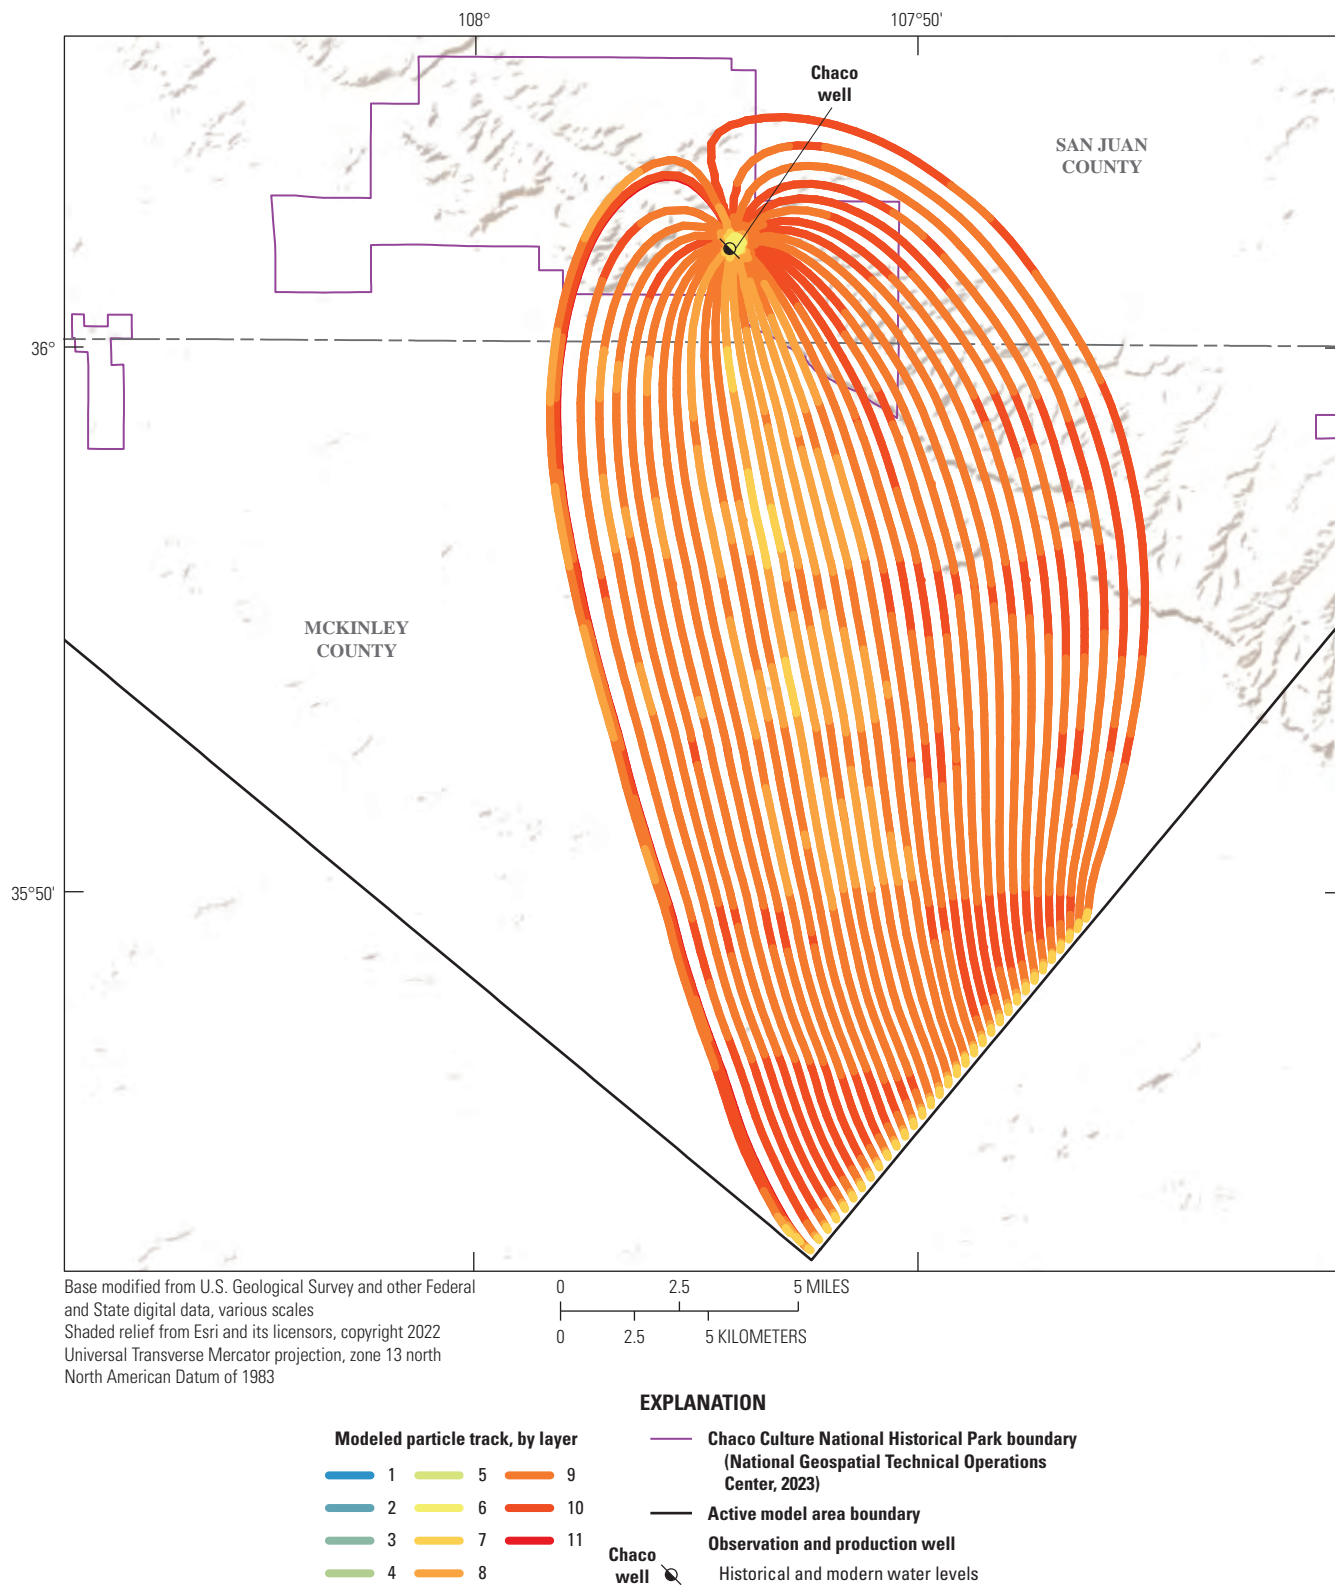 108°
107°50'
Chaco
well
SAN JUAN
COUNTY
36°
MCKINLEY
COUNTY
35°50'
Base modified from U.S. Geological Survey and other Federal
and State digital data, various scales
Shaded relief from Esri and its licensors, copyright 2022
Universal Transverse Mercator projection, zone 13 north
North American Datum of 1983
0 2.5 5 MILES
0 2.5 5 KILOMETERS
EXPLANATION
Modeled particle track, by layer
1 5 9
2 6 10
3 7 11
4 8
Chaco Culture National Historical Park boundary
(National Geospatial Technical Operations
Center, 2023)
Active model area boundary
Observation and production well
Chaco
well
Historical and modern water levels